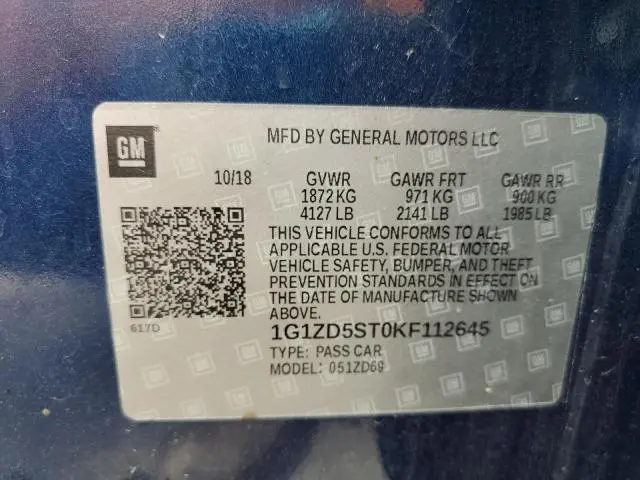 GM
MFD BY GENERAL MOTORS LLC
10/18 GVWR GAWR FRT GAWR RR
1872 KG 971 KG 900 KG
4127 LB 2141 LB 1985 LB
THIS VEHICLE CONFORMS TO ALL
APPLICABLE U.S. FEDERAL MOTOR
VEHICLE SAFETY, BUMPER, AND THEFT
PREVENTION STANDARDS IN EFFECT ON
THE DATE OF MANUFACTURE SHOWN
ABOVE.
617D
1G1ZD5ST0KF112645
TYPE: PASS CAR
MODEL: 051ZD69